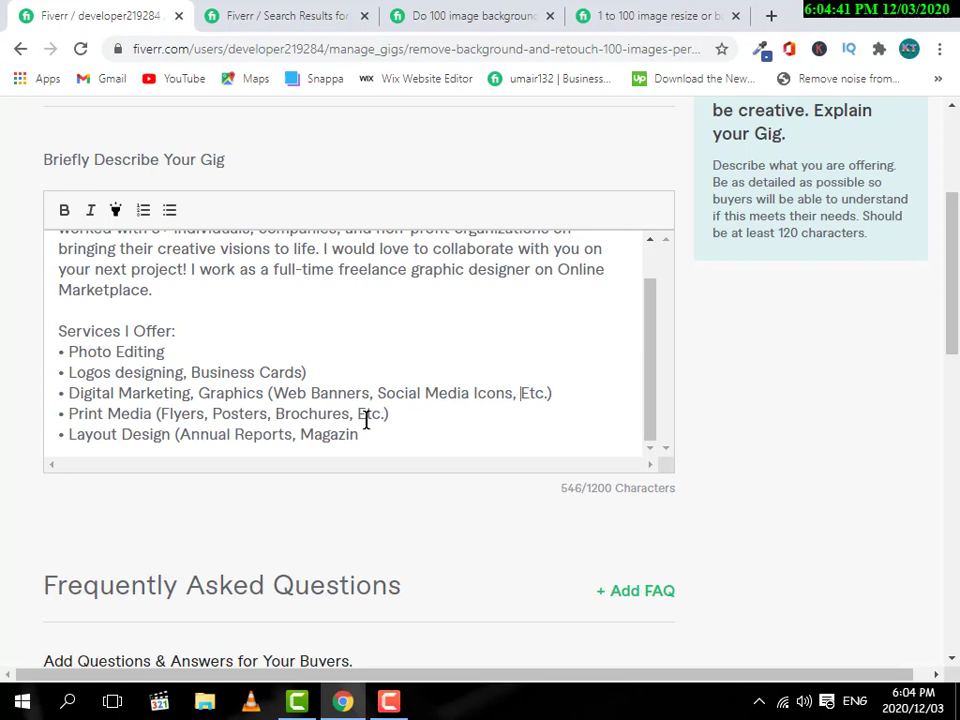 6:04:41 PM 12/03/2020
Fiverr / developer219284
Fiverr / Search Results for
Do 100 image background
1 to 100 image resize or b
fiverr.com/users/developer219284/manage_gigs/remove-background-and-retouch-100-images-per...
Apps
Gmail
YouTube
Maps
Snappa
Wix Website Editor
umair132 | Business...
Download the New...
Remove noise from...
be creative. Explain
your Gig.
Describe what you are offering.
Be as detailed as possible so
buyers will be able to understand
if this meets their needs. Should
be at least 120 characters.
Briefly Describe Your Gig
bringing their creative visions to life. I would love to collaborate with you on
your next project! I work as a full-time freelance graphic designer on Online
Marketplace.
Services I Offer:
• Photo Editing
• Logos designing, Business Cards)
• Digital Marketing, Graphics (Web Banners, Social Media Icons, Etc.)
• Print Media (Flyers, Posters, Brochures, Etc.)
• Layout Design (Annual Reports, Magazin
546/1200 Characters
Frequently Asked Questions
+ Add FAQ
Add Questions & Answers for Your Buyers.
ENG
6:04 PM
2020/12/03